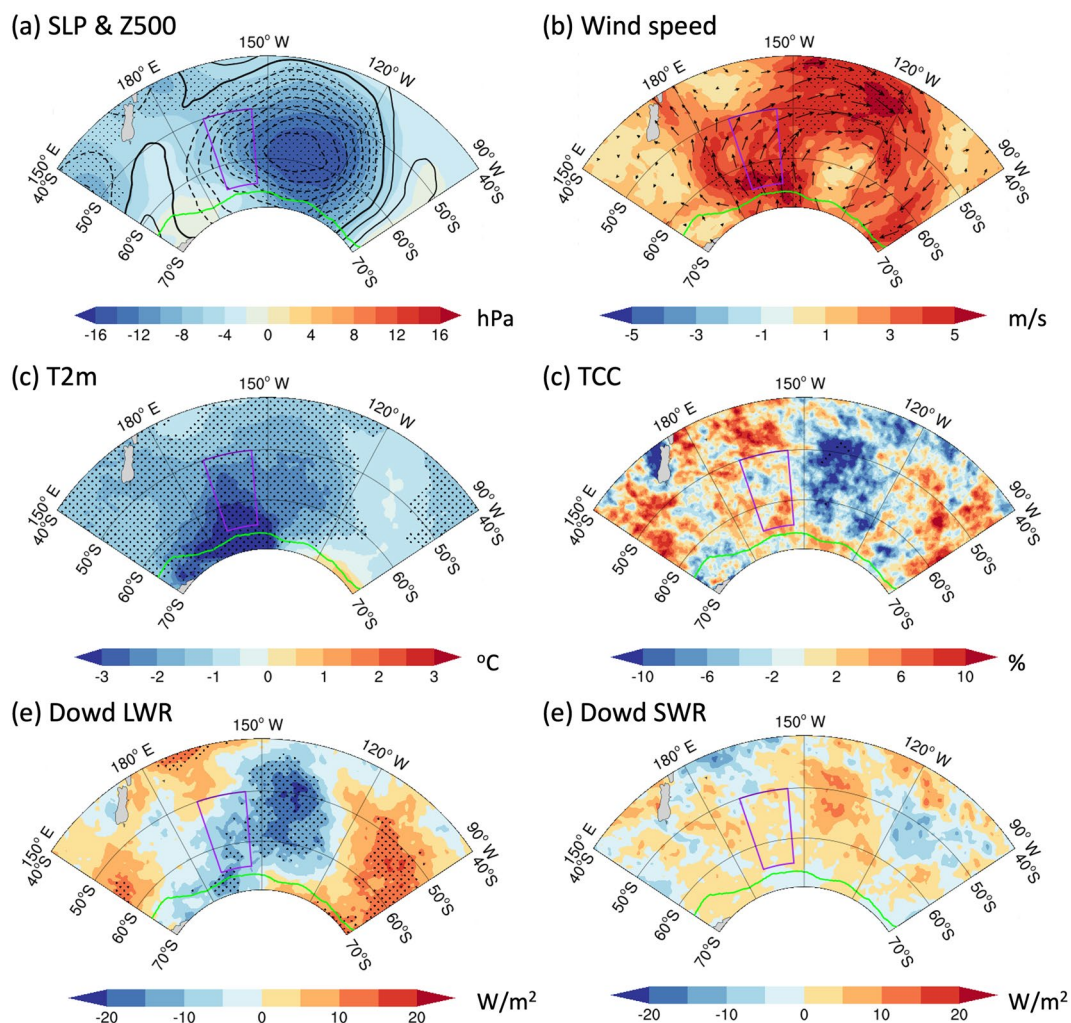 (a) SLP & Z500
150° W
180° E
120° W
150° E
40°S
50°S
60°S
70°S
90°W
40°S
50°S
60°S
70°S
-16 -12 -8 -4 0 4 8 12 16 hPa
(b) Wind speed
150° W
180° E
120° W
150° E
40°S
50°S
60°S
70°S
90°W
40°S
50°S
60°S
70°S
-5 -3 -1 1 3 5 m/s
(c) T2m
150° W
180° E
120° W
150° E
40°S
50°S
60°S
70°S
90°W
40°S
50°S
60°S
70°S
-3 -2 -1 0 1 2 3 °C
(c) TCC
150° W
180° E
120° W
150° E
40°S
50°S
60°S
70°S
90°W
40°S
50°S
60°S
70°S
-10 -6 -2 2 6 10 %
(e) Dowd LWR
150° W
180° E
120° W
150° E
40°S
50°S
60°S
70°S
90°W
40°S
50°S
60°S
70°S
-20 -10 0 10 20 W/m²
(e) Dowd SWR
150° W
180° E
120° W
150° E
40°S
50°S
60°S
70°S
90°W
40°S
50°S
60°S
70°S
-20 -10 0 10 20 W/m²